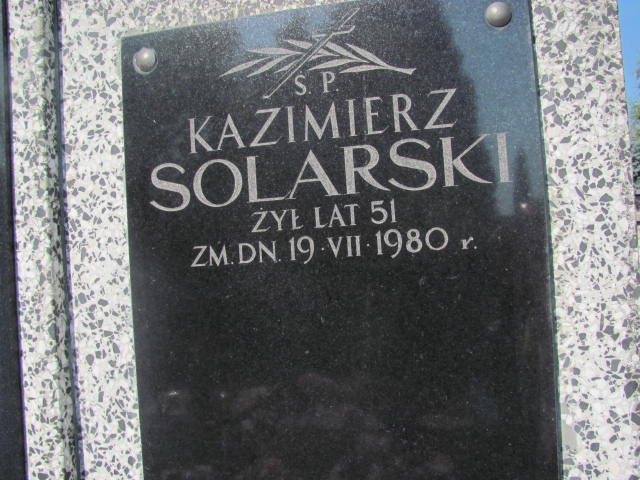 Ś. P.
KAZIMIERZ
SOLARSKI
ŻYŁ LAT 51
ZM. DN. 19·VII·1980 r.